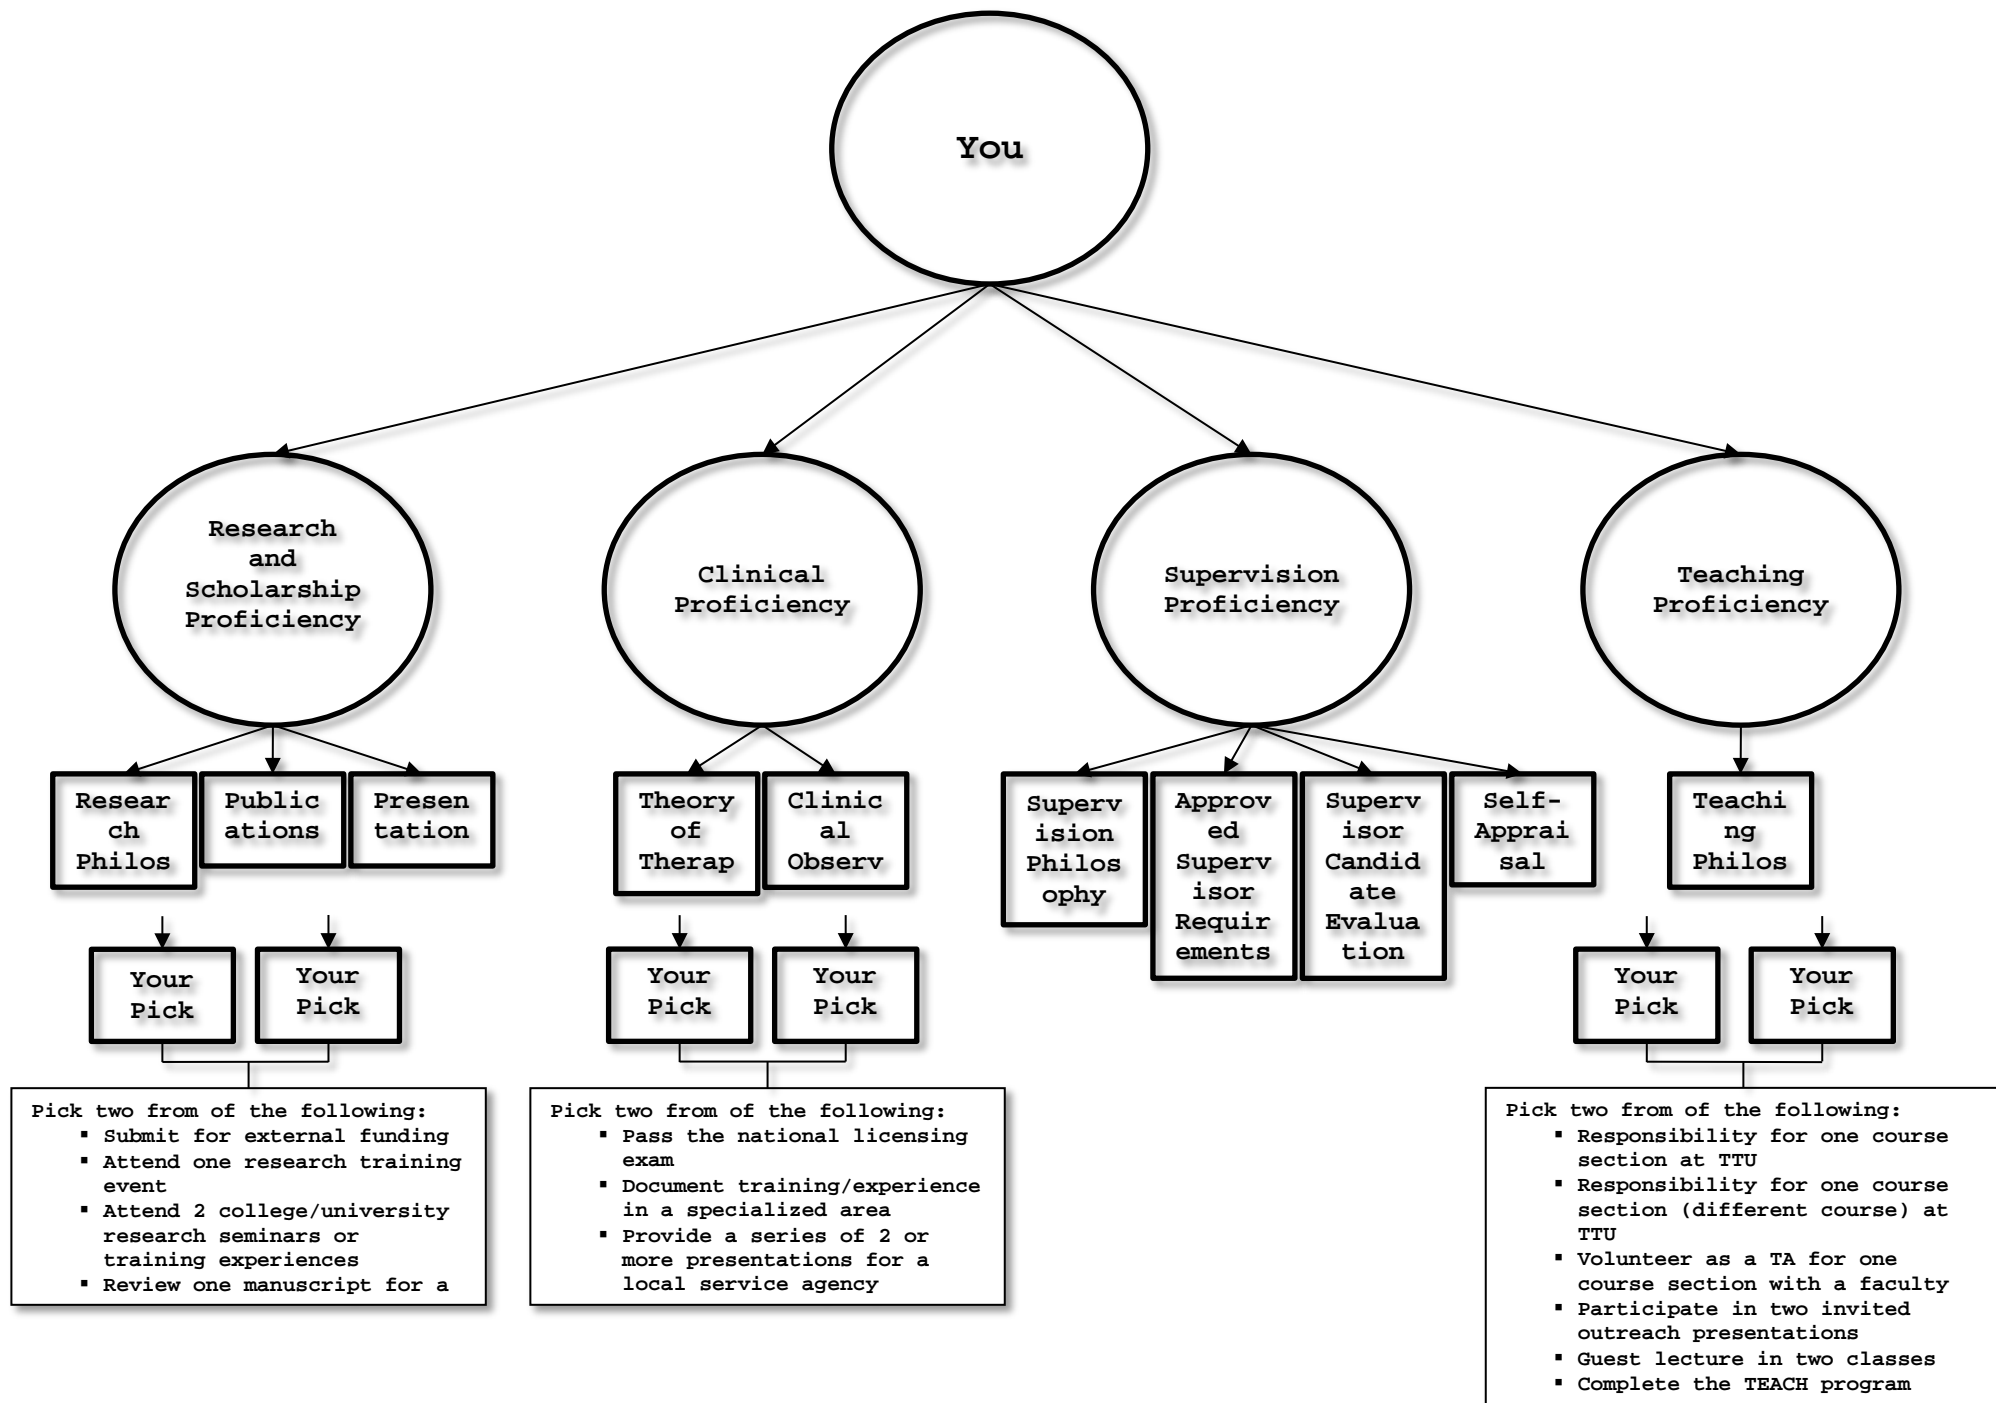 You
Research
and
Scholarship
Proficiency
Clinical
Proficiency
Supervision
Proficiency
Teaching
Proficiency
Resear
ch
Philos
Public
ations
Presen
tation
Theory
of
Therap
Clinic
al
Observ
Superv
ision
Philos
ophy
Approv
ed
Superv
isor
Requir
ements
Superv
isor
Candid
ate
Evalua
tion
Self-
Apprai
sal
Teachi
ng
Philos
Your
Pick
Your
Pick
Your
Pick
Your
Pick
Your
Pick
Your
Pick
Pick two from of the following:
▪ Submit for external funding
▪ Attend one research training
event
▪ Attend 2 college/university
research seminars or
training experiences
▪ Review one manuscript for a
Pick two from of the following:
▪ Pass the national licensing
exam
▪ Document training/experience
in a specialized area
▪ Provide a series of 2 or
more presentations for a
local service agency
Pick two from of the following:
▪ Responsibility for one course
section at TTU
▪ Responsibility for one course
section (different course) at
TTU
▪ Volunteer as a TA for one
course section with a faculty
▪ Participate in two invited
outreach presentations
▪ Guest lecture in two classes
▪ Complete the TEACH program